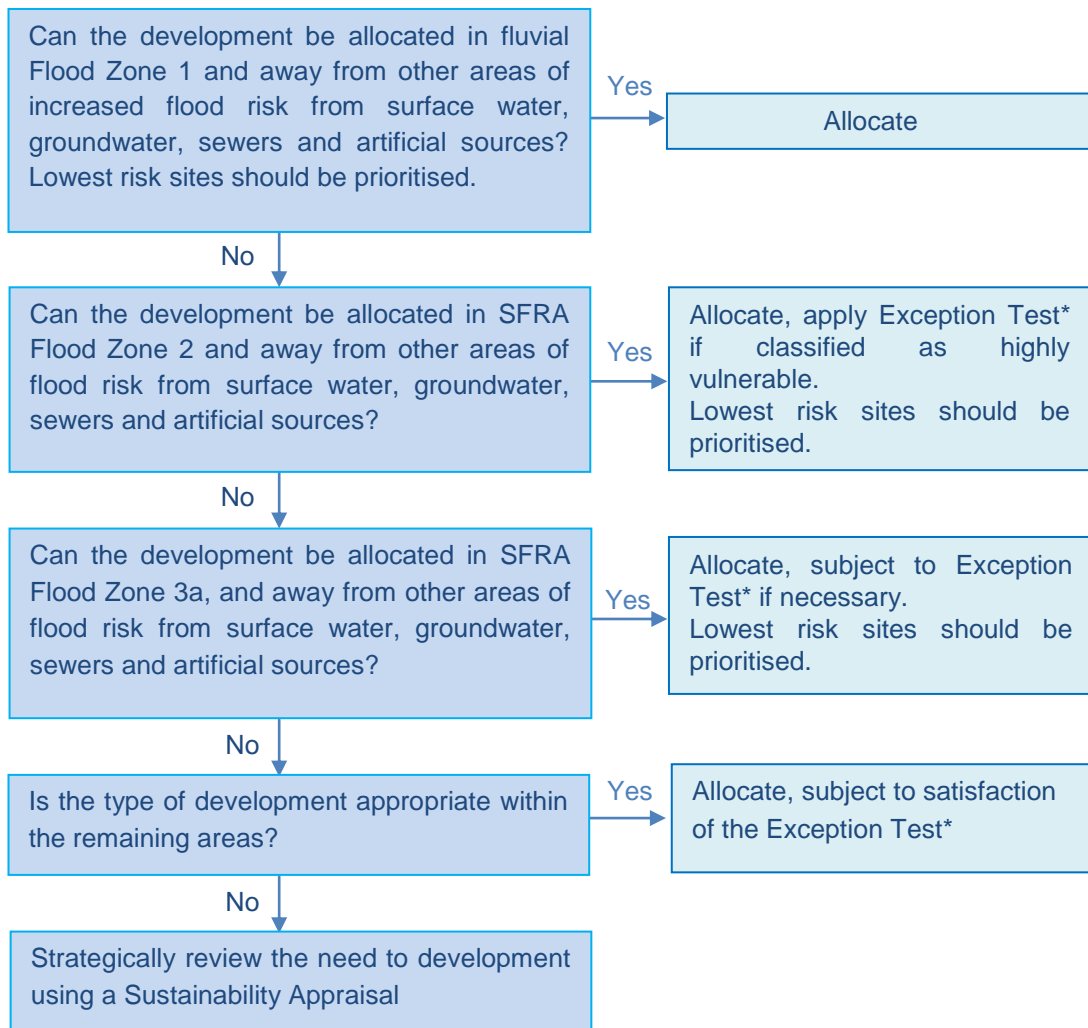 Can the development be allocated in fluvial
Flood Zone 1 and away from other areas of
increased flood risk from surface water,
groundwater, sewers and artificial sources?
Lowest risk sites should be prioritised.
Yes
Allocate
No
Can the development be allocated in SFRA
Flood Zone 2 and away from other areas of
flood risk from surface water, groundwater,
sewers and artificial sources?
Yes
Allocate, apply Exception Test*
if classified as highly
vulnerable.
Lowest risk sites should be
prioritised.
No
Can the development be allocated in SFRA
Flood Zone 3a, and away from other areas of
flood risk from surface water, groundwater,
sewers and artificial sources?
Yes
Allocate, subject to Exception
Test* if necessary.
Lowest risk sites should be
prioritised.
No
Is the type of development appropriate within
the remaining areas?
Yes
Allocate, subject to satisfaction
of the Exception Test*
No
Strategically review the need to development
using a Sustainability Appraisal